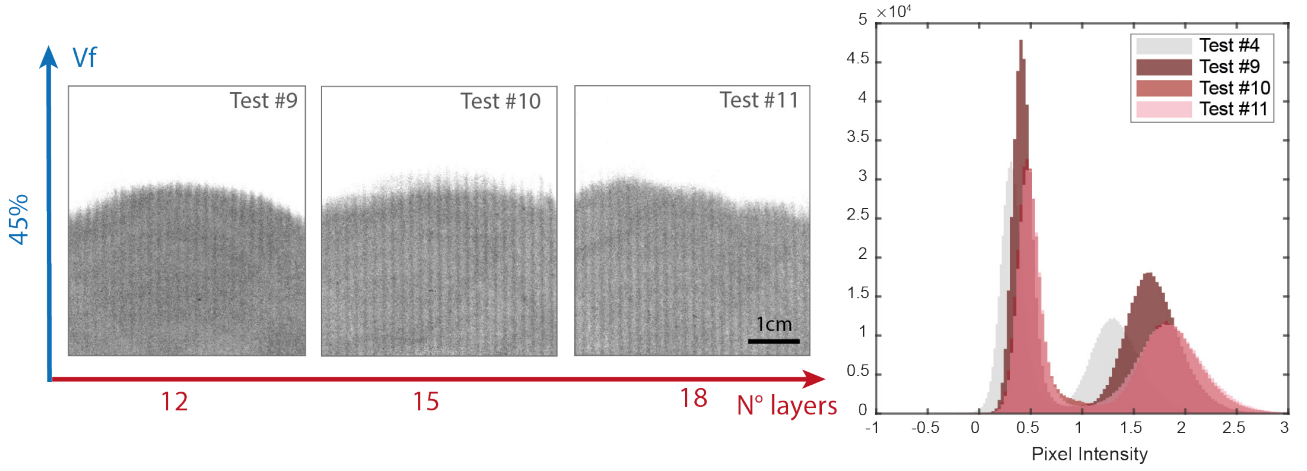 Vf
Test #9
Test #10
Test #11
45%
1cm
12
15
18
N° layers
5 ×10⁴
4.5
4
3.5
3
2.5
2
1.5
1
0.5
0
-1
-0.5
0
0.5
1
1.5
2
2.5
3
Pixel Intensity
Test #4
Test #9
Test #10
Test #11